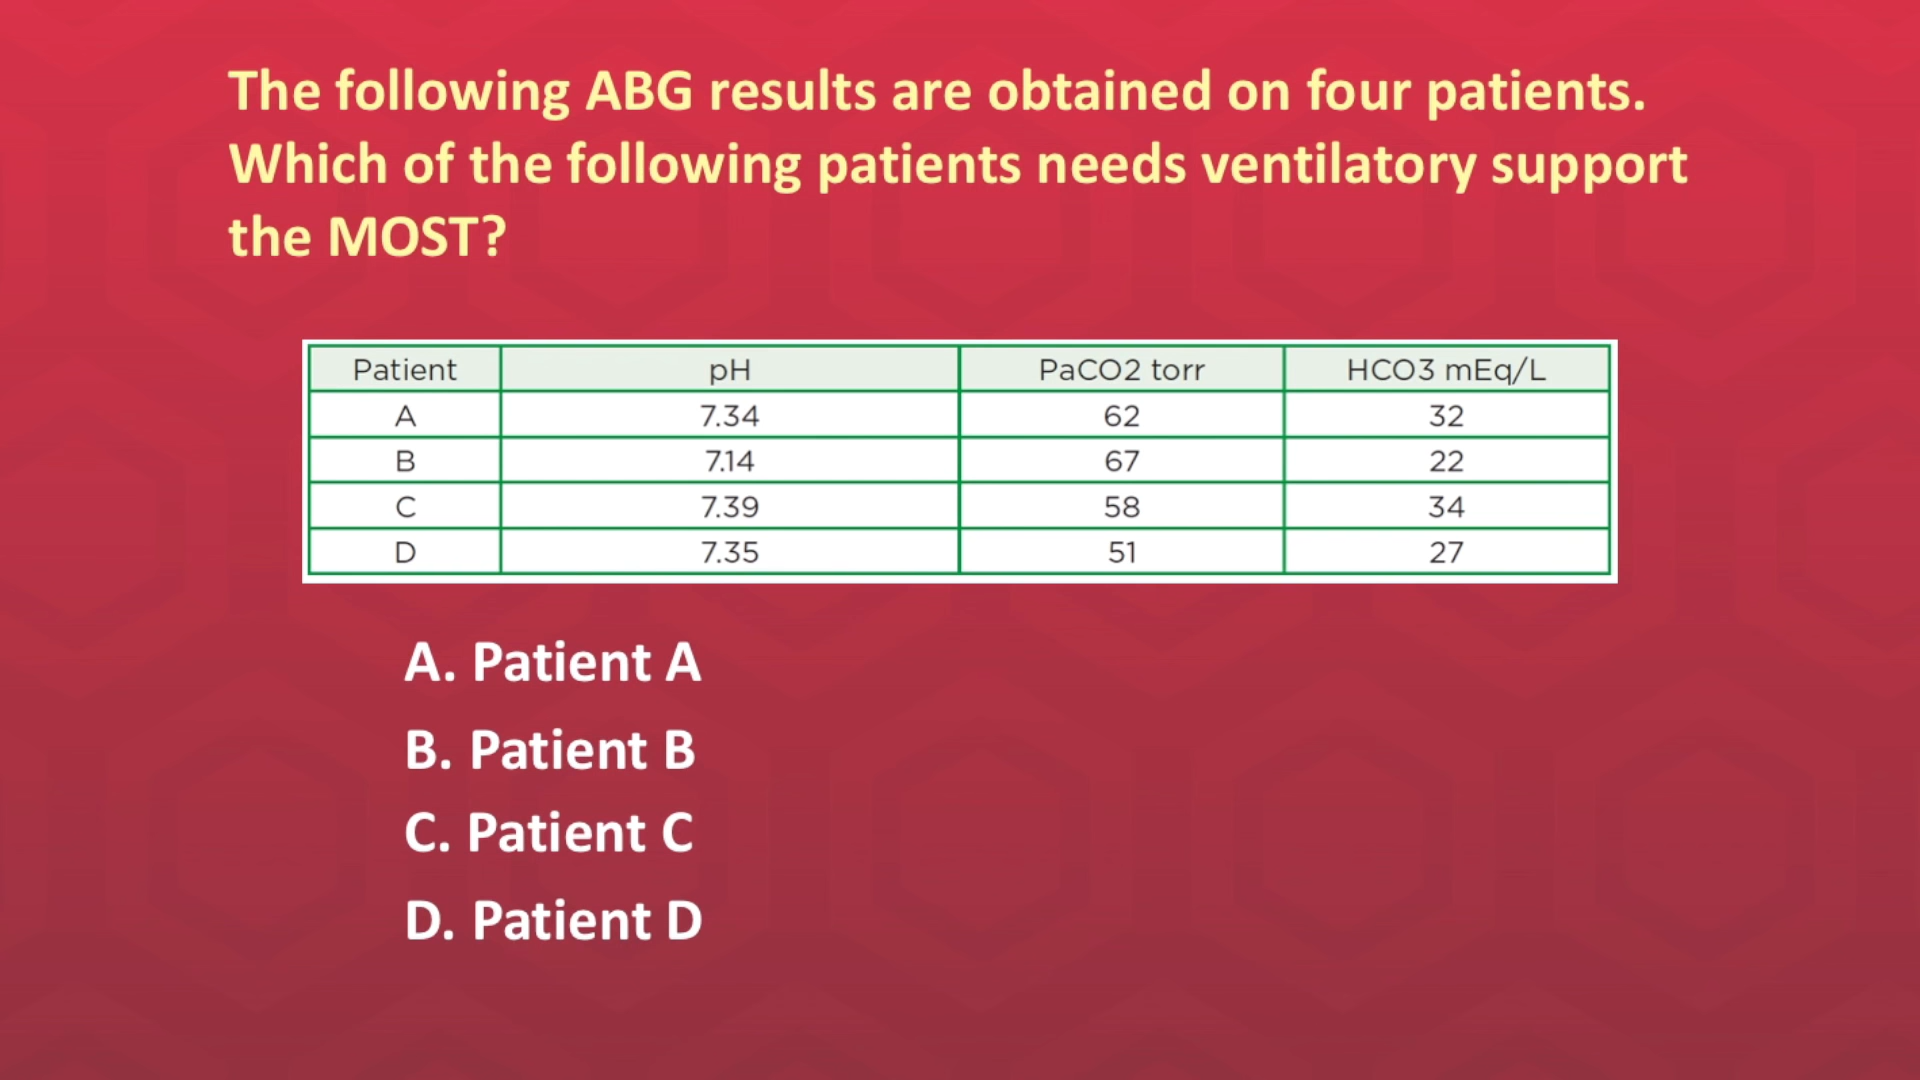 The following ABG results are obtained on four patients.
Which of the following patients needs ventilatory support
the MOST?
Patient pH PaCO2 torr HCO3 mEq/L
A 7.34 62 32
B 7.14 67 22
C 7.39 58 34
D 7.35 51 27
A. Patient A
B. Patient B
C. Patient C
D. Patient D